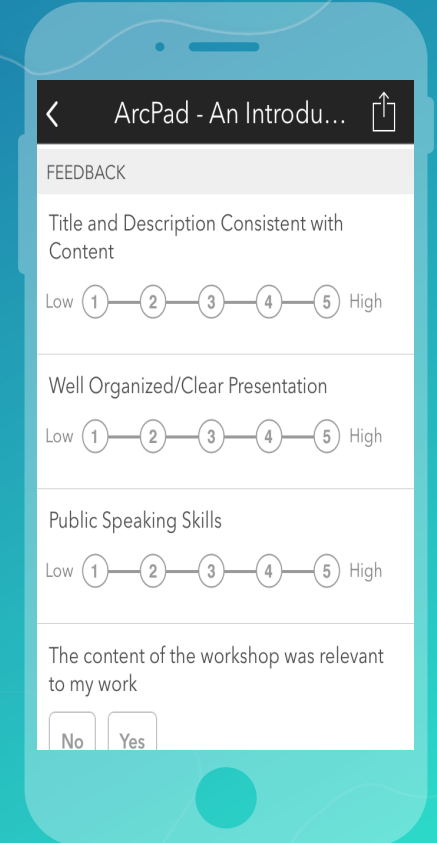 ArcPad - An Introdu...
FEEDBACK
Title and Description Consistent with
Content
Low 1 2 3 4 5 High
Well Organized/Clear Presentation
Low 1 2 3 4 5 High
Public Speaking Skills
Low 1 2 3 4 5 High
The content of the workshop was relevant
to my work
No Yes